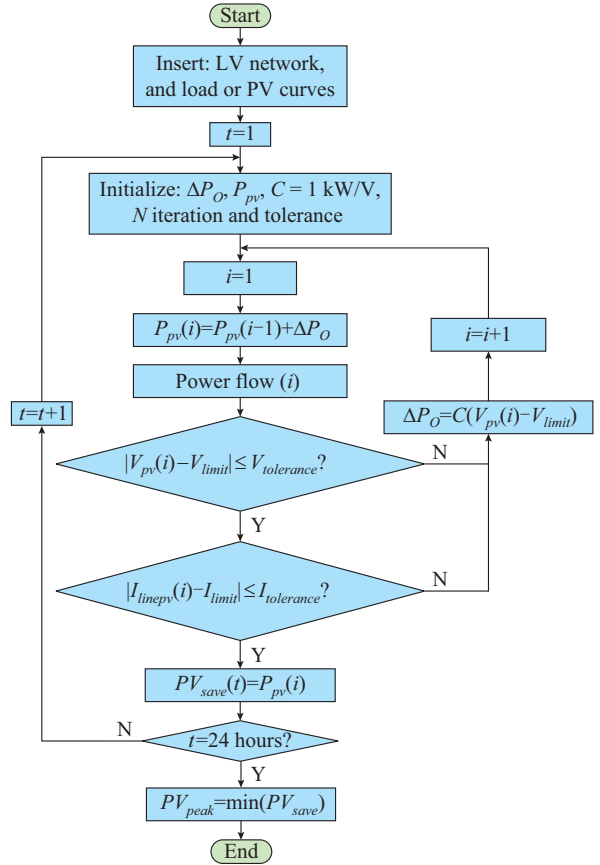 Start
Insert: LV network,
and load or PV curves
t=1
Initialize: ΔP_O, P_pv, C = 1 kW/V,
N iteration and tolerance
i=1
P_pv(i)=P_pv(i−1)+ΔP_O
i=i+1
Power flow (i)
t=t+1
ΔP_O=C(V_pv(i)−V_limit)
|V_pv(i)−V_limit|≤V_tolerance?
N
Y
|I_linepv(i)−I_limit|≤I_tolerance?
N
Y
PV_save(t)=P_pv(i)
N
t=24 hours?
Y
PV_peak=min(PV_save)
End